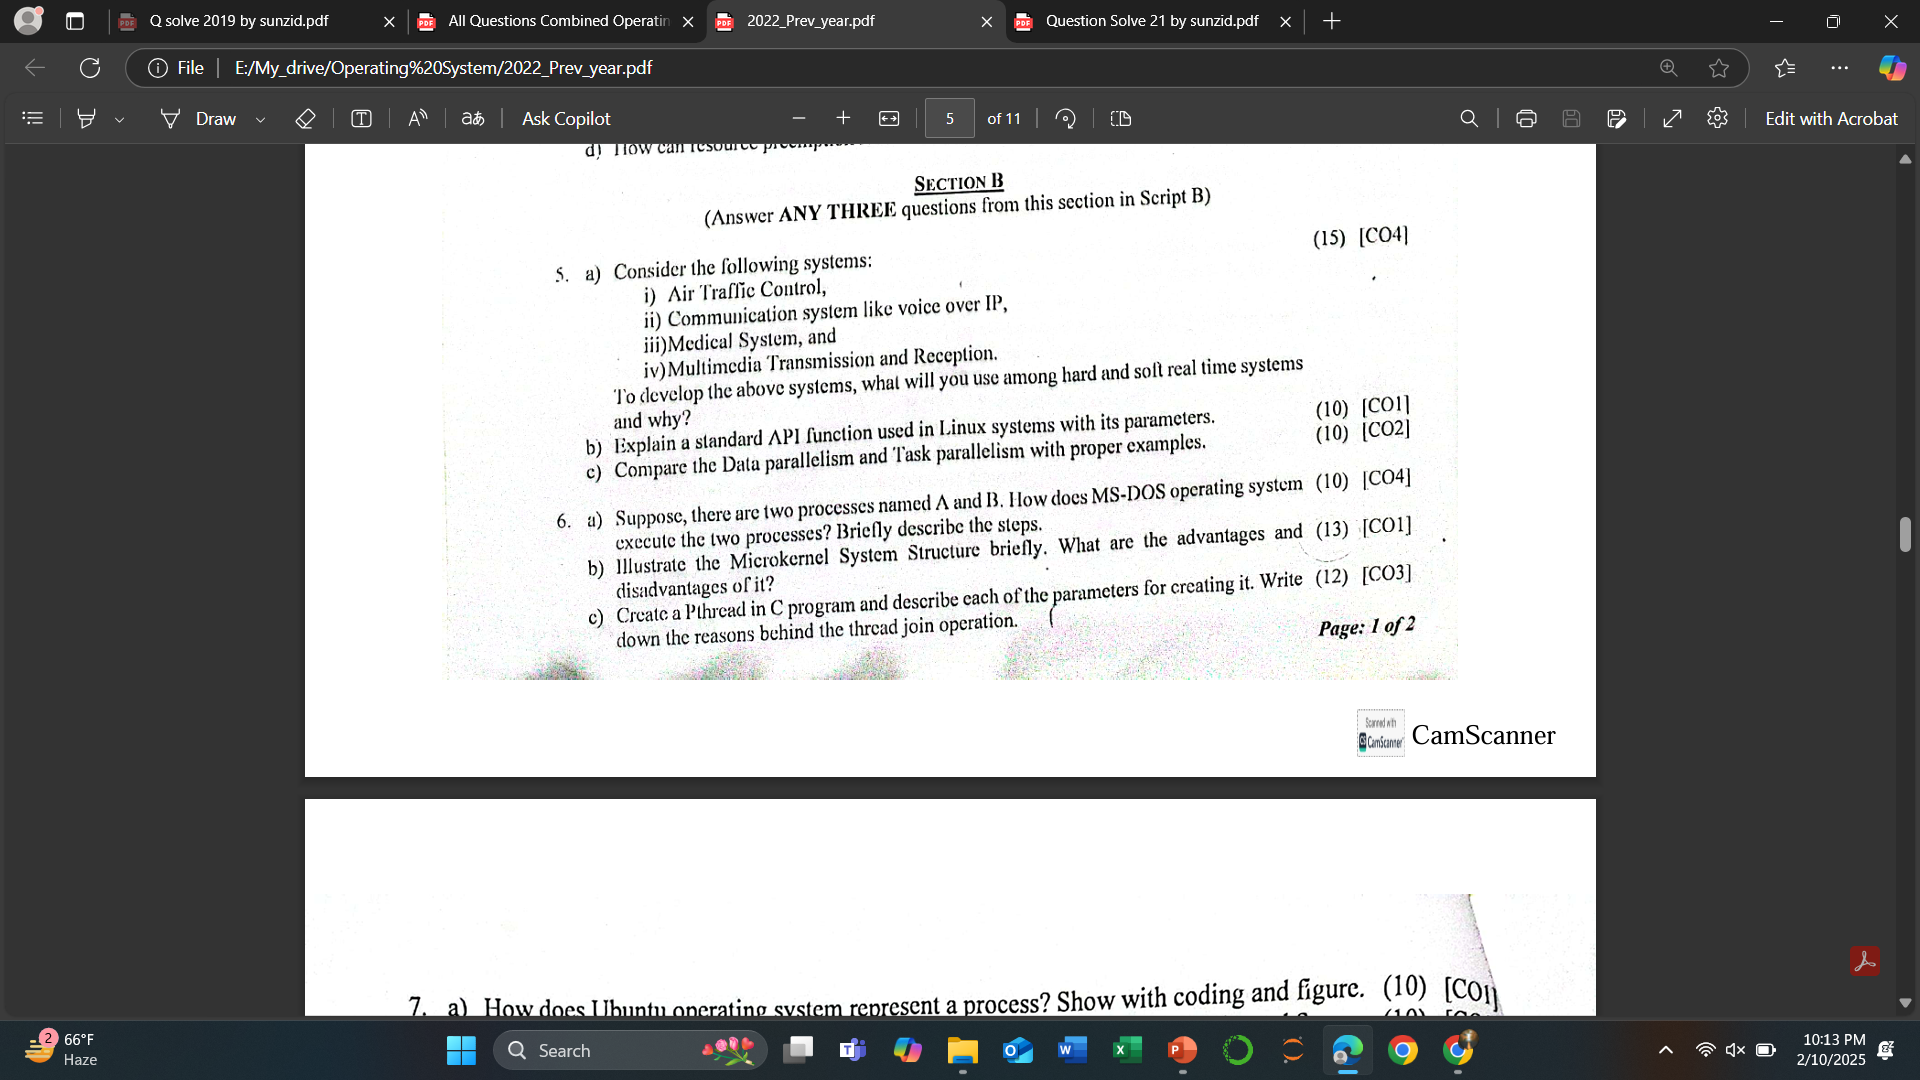 Q solve 2019 by sunzid.pdf
All Questions Combined Operatin
2022_Prev_year.pdf
Question Solve 21 by sunzid.pdf
File
E:/My_drive/Operating%20System/2022_Prev_year.pdf
Draw
Ask Copilot
5
of 11
Edit with Acrobat
d) How can resource
SECTION B
(Answer ANY THREE questions from this section in Script B)
5. a) Consider the following systems: (15) [CO4]
i) Air Traffic Control,
ii) Communication system like voice over IP,
iii)Medical System, and
iv)Multimedia Transmission and Reception.
To develop the above systems, what will you use among hard and soft real time systems
and why?
b) Explain a standard API function used in Linux systems with its parameters. (10) [CO1]
c) Compare the Data parallelism and Task parallelism with proper examples. (10) [CO2]
6. a) Suppose, there are two processes named A and B. How does MS-DOS operating system (10) [CO4]
execute the two processes? Briefly describe the steps.
b) Illustrate the Microkernel System Structure briefly. What are the advantages and (13) [CO1]
disadvantages of it?
c) Create a Pthread in C program and describe each of the parameters for creating it. Write (12) [CO3]
down the reasons behind the thread join operation.
Page: 1 of 2
Scanned with
CS CamScanner
CamScanner
7. a) How does Ubuntu operating system represent a process? Show with coding and figure. (10) [CO1]
2
66°F
Haze
Search
10:13 PM
2/10/2025